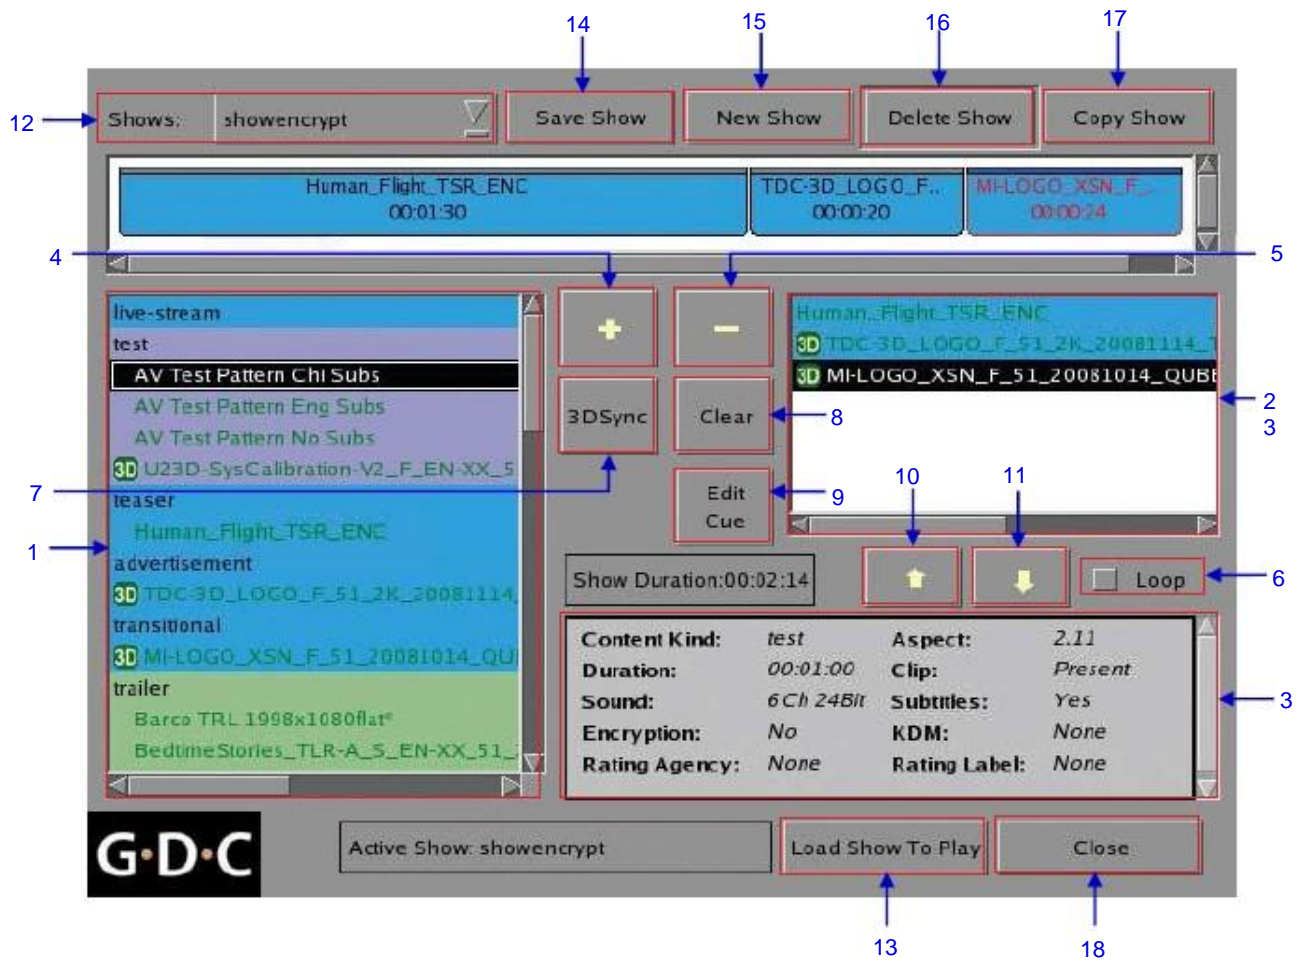 14
15
16
17
12
Shows: showencrypt
Save Show
New Show
Delete Show
Copy Show
Human_Flight_TSR_ENC
00:01:30
TDC-3D_LOGO_F..
00:00:20
MI-LOGO_XSN_F_..
00:00:24
4
5
live-stream
test
AV Test Pattern Chi Subs
AV Test Pattern Eng Subs
AV Test Pattern No Subs
3D U23D-SysCalibration-V2_F_EN-XX_5
teaser
Human_Flight_TSR_ENC
advertisement
3D TDC-3D_LOGO_F_51_2K_20081114_
transitional
3D MI-LOGO_XSN_F_51_20081014_QU
trailer
Barco TRL 1998x1080flat*
BedtimeStories_TLR-A_S_EN-XX_51_
+
−
3DSync
Clear
Edit
Cue
Human_Flight_TSR_ENC
3D TDC-3D_LOGO_F_51_2K_20081114_T
3D MI-LOGO_XSN_F_51_20081014_QUBE
2
3
8
7
9
10
11
1
Show Duration:00:02:14
Loop
6
Content Kind: test Aspect: 2.11
Duration: 00:01:00 Clip: Present
Sound: 6 Ch 24Bit Subtitles: Yes
Encryption: No KDM: None
Rating Agency: None Rating Label: None
3
G·D·C
Active Show: showencrypt
Load Show To Play
Close
13
18